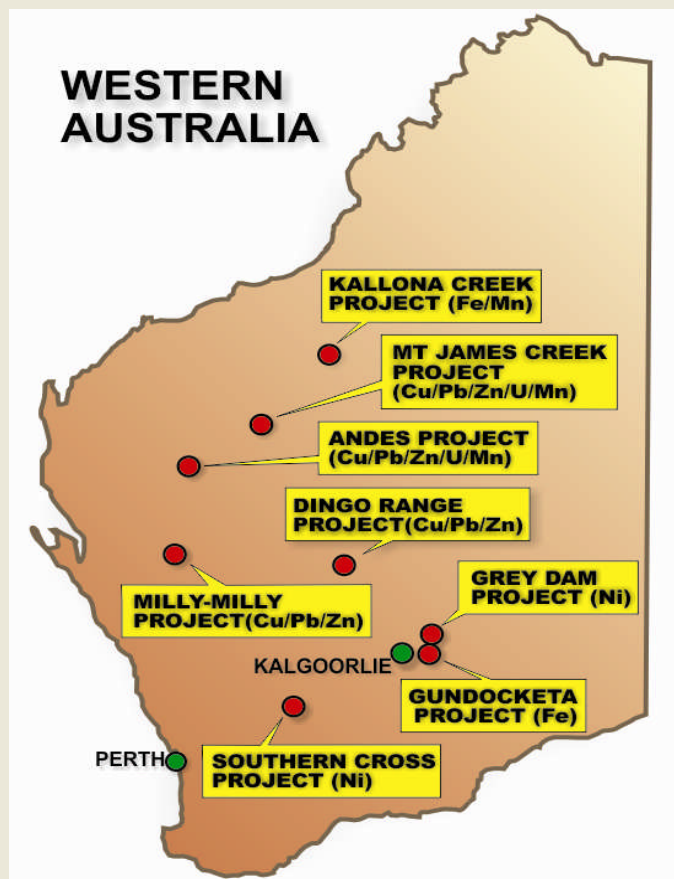 WESTERN
AUSTRALIA
KALLONA CREEK
PROJECT (Fe/Mn)
MT JAMES CREEK
PROJECT
(Cu/Pb/Zn/U/Mn)
ANDES PROJECT
(Cu/Pb/Zn/U/Mn)
DINGO RANGE
PROJECT(Cu/Pb/Zn)
GREY DAM
PROJECT (Ni)
MILLY-MILLY
PROJECT(Cu/Pb/Zn)
KALGOORLIE
GUNDOCKETA
PROJECT (Fe)
PERTH
SOUTHERN CROSS
PROJECT (Ni)